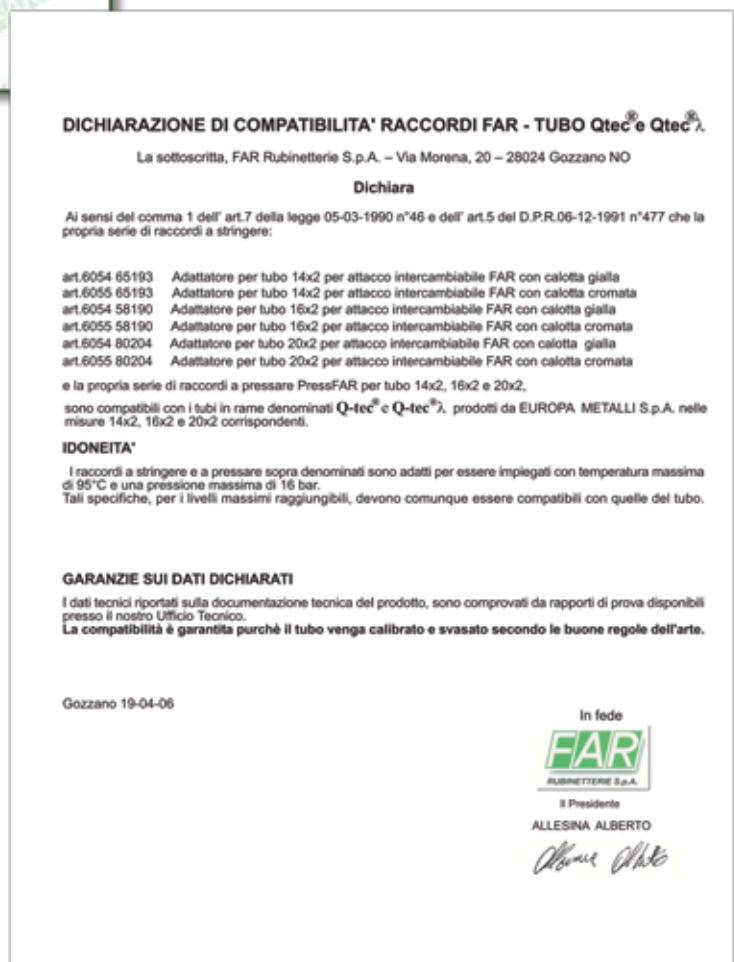 DICHIARAZIONE DI COMPATIBILITA' RACCORDI FAR - TUBO Qtec® e Qtec®λ
La sottoscritta, FAR Rubinetterie S.p.A. – Via Morena, 20 – 28024 Gozzano NO
Dichiara
Ai sensi del comma 1 dell' art.7 della legge 05-03-1990 n°46 e dell' art.5 del D.P.R.06-12-1991 n°477 che la
propria serie di raccordi a stringere:
art.6054 65193 Adattatore per tubo 14x2 per attacco intercambiabile FAR con calotta gialla
art.6055 65193 Adattatore per tubo 14x2 per attacco intercambiabile FAR con calotta cromata
art.6054 58190 Adattatore per tubo 16x2 per attacco intercambiabile FAR con calotta gialla
art.6055 58190 Adattatore per tubo 16x2 per attacco intercambiabile FAR con calotta cromata
art.6054 80204 Adattatore per tubo 20x2 per attacco intercambiabile FAR con calotta gialla
art.6055 80204 Adattatore per tubo 20x2 per attacco intercambiabile FAR con calotta cromata
e la propria serie di raccordi a pressare PressFAR per tubo 14x2, 16x2 e 20x2,
sono compatibili con i tubi in rame denominati Q-tec® e Q-tec®λ prodotti da EUROPA METALLI S.p.A. nelle
misure 14x2, 16x2 e 20x2 corrispondenti.
IDONEITA'
I raccordi a stringere e a pressare sopra denominati sono adatti per essere impiegati con temperatura massima
di 95°C e una pressione massima di 16 bar.
Tali specifiche, per i livelli massimi raggiungibili, devono comunque essere compatibili con quelle del tubo.
GARANZIE SUI DATI DICHIARATI
I dati tecnici riportati sulla documentazione tecnica del prodotto, sono comprovati da rapporti di prova disponibili
presso il nostro Ufficio Tecnico.
La compatibilità è garantita purchè il tubo venga calibrato e svasato secondo le buone regole dell'arte.
Gozzano 19-04-06
In fede
FAR
RUBINETTERIE S.p.A.
Il Presidente
ALLESINA ALBERTO